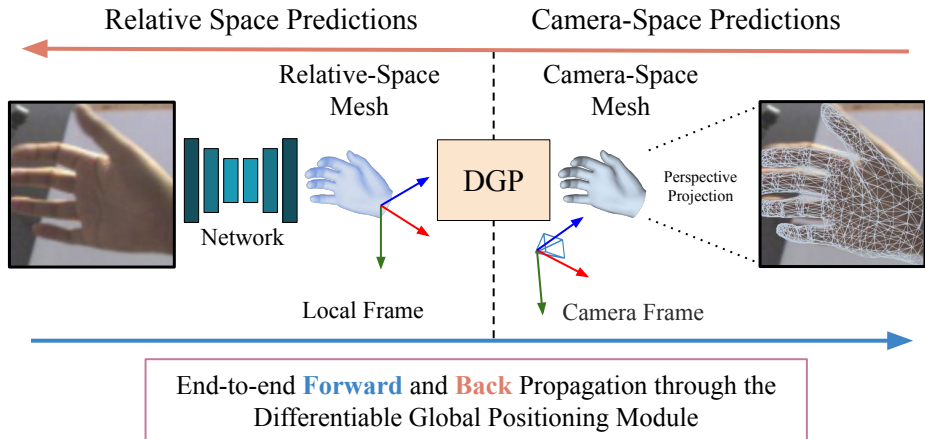 Relative Space Predictions
Camera-Space Predictions
Relative-Space
Mesh
Camera-Space
Mesh
DGP
Perspective
Projection
Network
Local Frame
Camera Frame
End-to-end Forward and Back Propagation through the
Differentiable Global Positioning Module